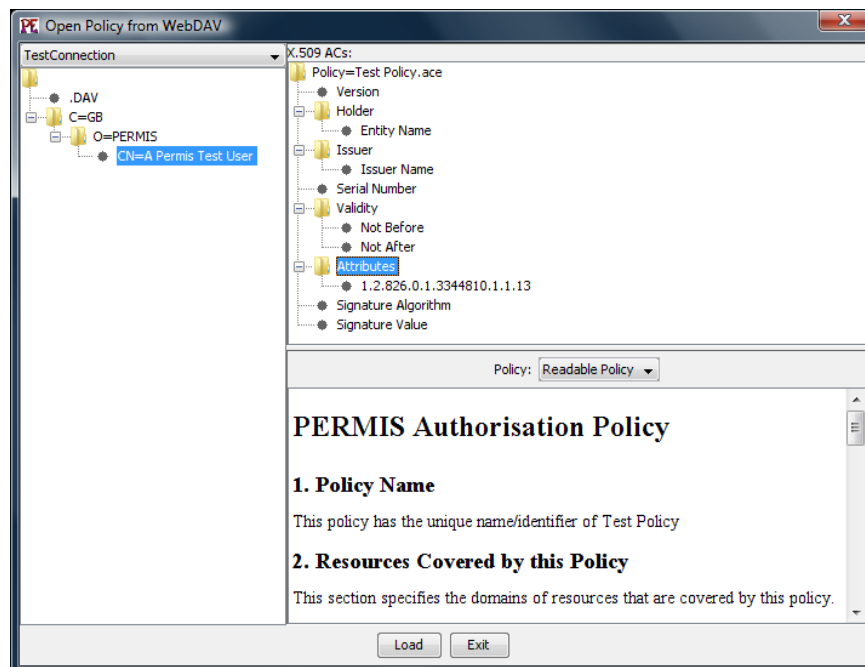 PE Open Policy from WebDAV
TestConnection
.DAV
C=GB
O=PERMIS
CN=A Permis Test User
X.509 ACs:
Policy=Test Policy.ace
Version
Holder
Entity Name
Issuer
Issuer Name
Serial Number
Validity
Not Before
Not After
Attributes
1.2.826.0.1.3344810.1.1.13
Signature Algorithm
Signature Value
Policy: Readable Policy
PERMIS Authorisation Policy
1. Policy Name
This policy has the unique name/identifier of Test Policy
2. Resources Covered by this Policy
This section specifies the domains of resources that are covered by this policy.
Load Exit